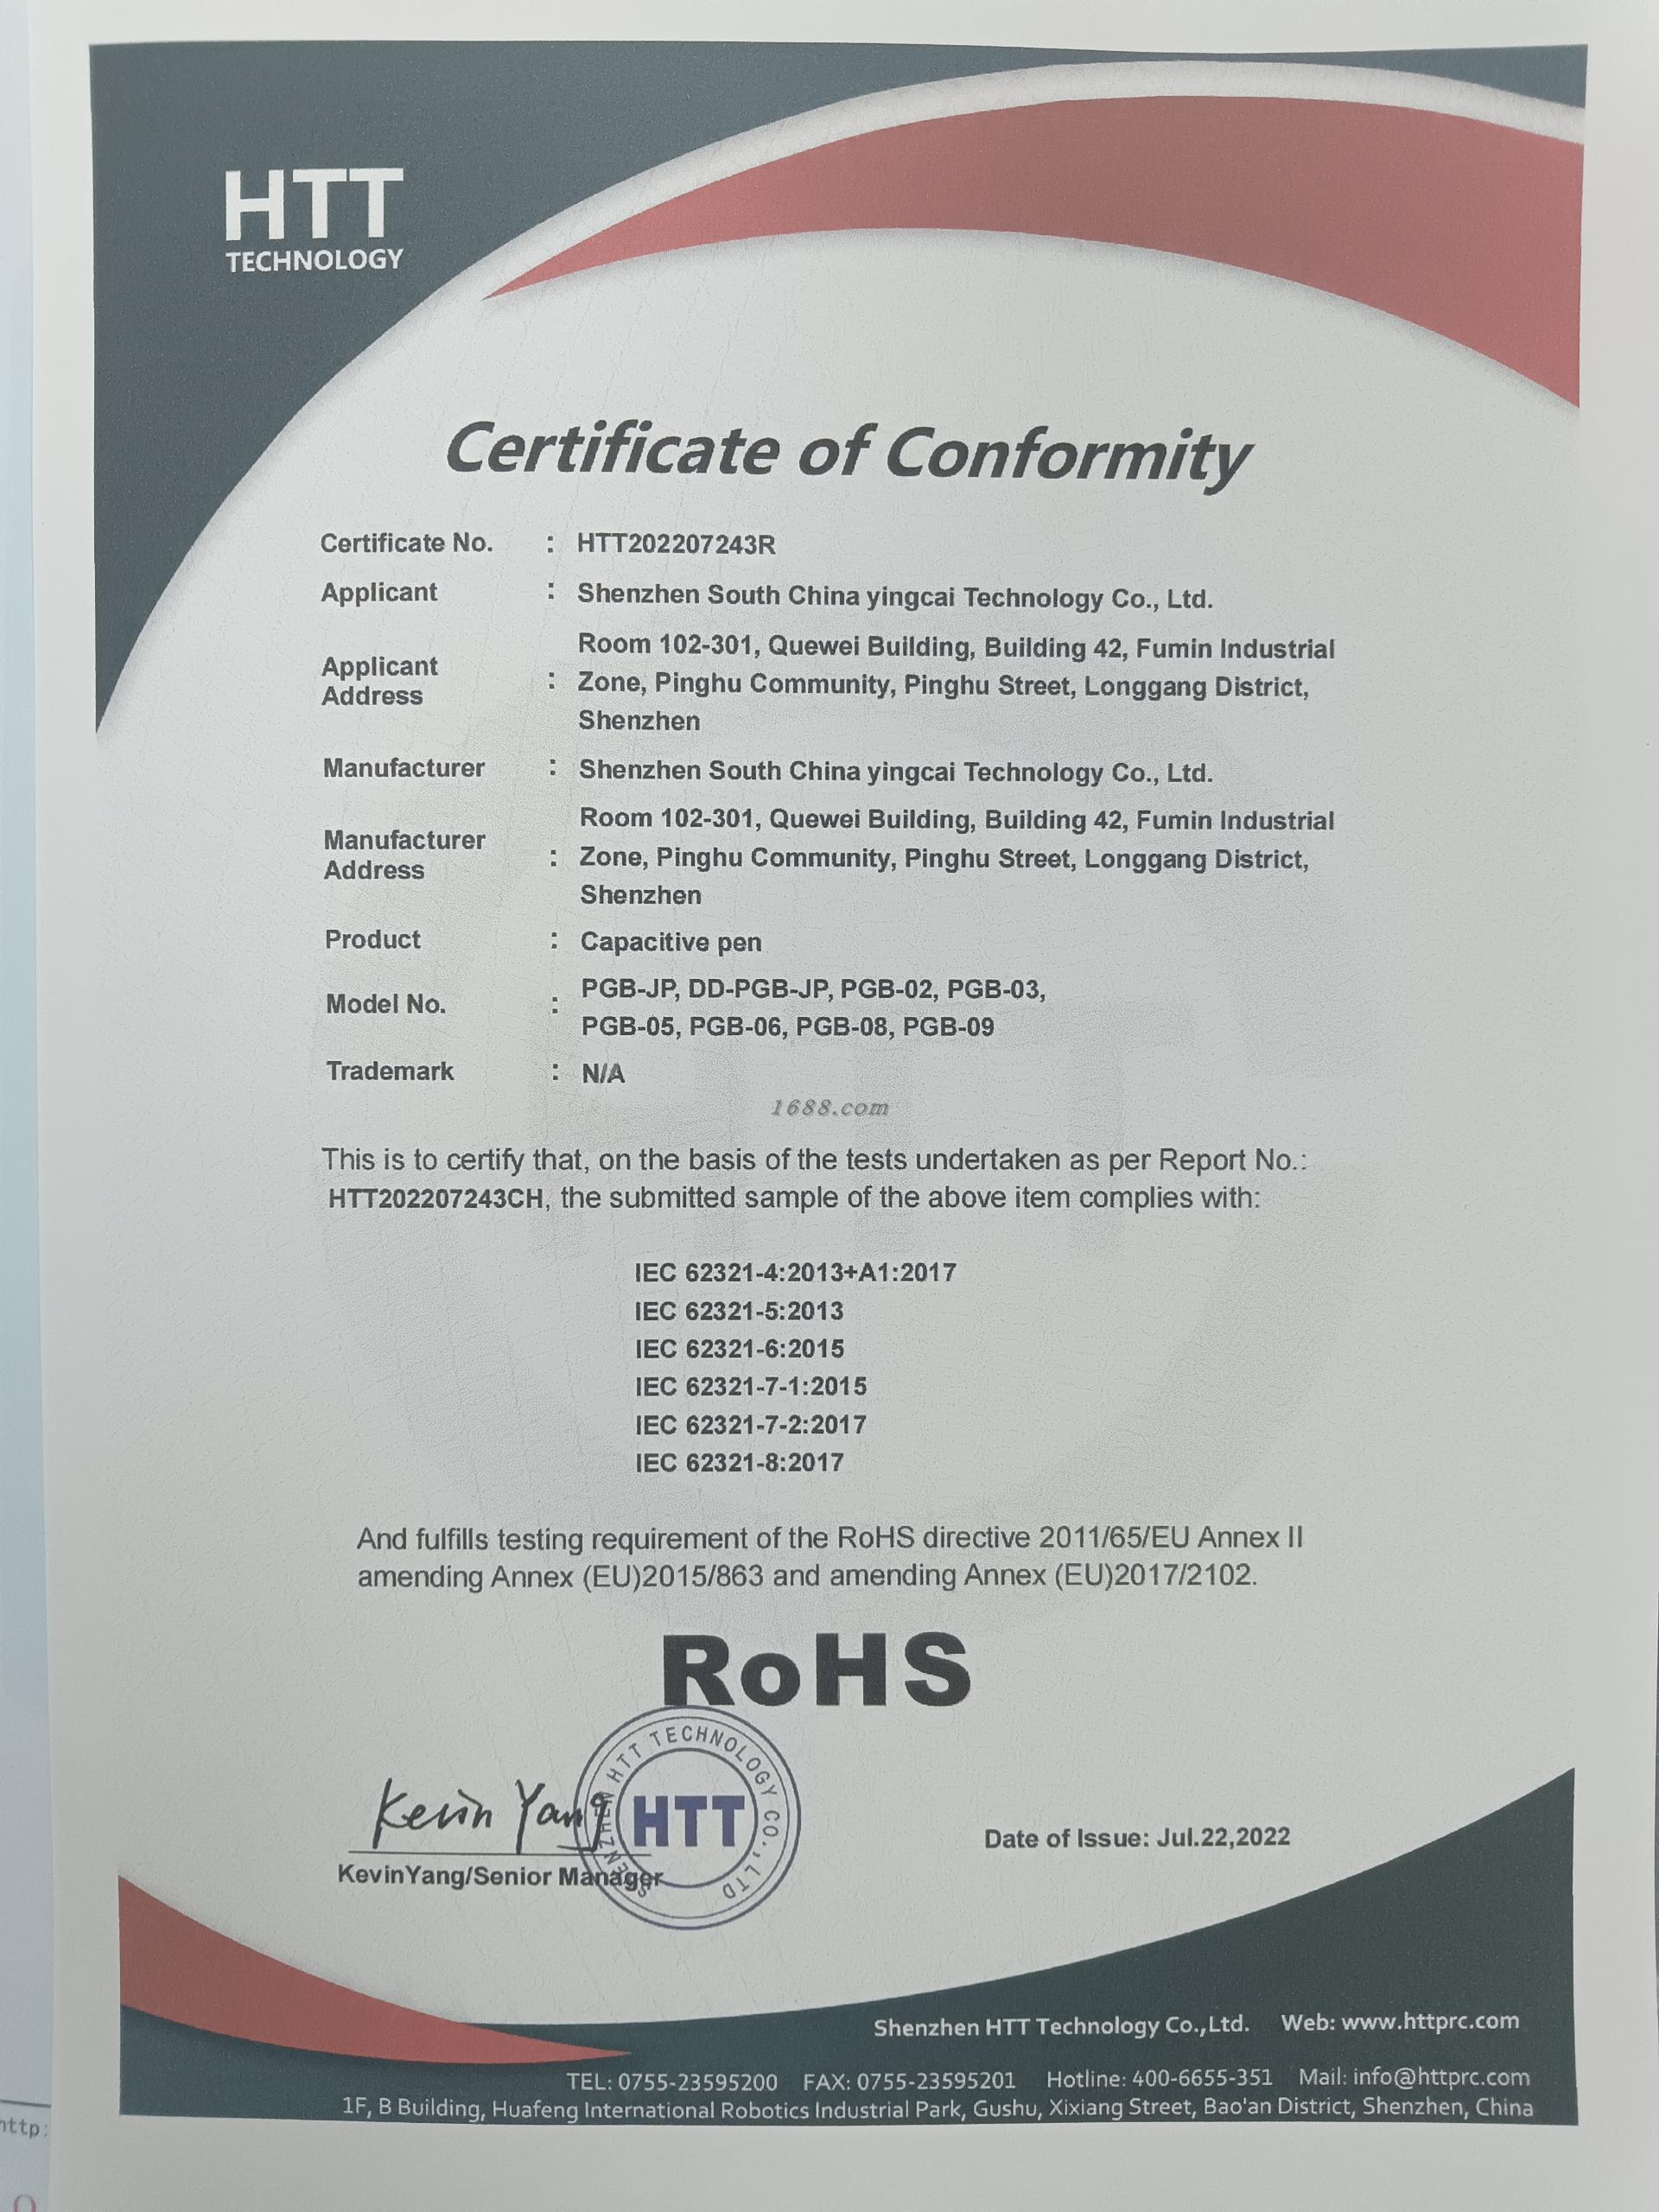 HTT
TECHNOLOGY
Certificate of Conformity
Certificate No. : HTT202207243R
Applicant : Shenzhen South China yingcai Technology Co., Ltd.
Applicant Address : Room 102-301, Quewei Building, Building 42, Fumin Industrial
Zone, Pinghu Community, Pinghu Street, Longgang District,
Shenzhen
Manufacturer : Shenzhen South China yingcai Technology Co., Ltd.
Manufacturer Address : Room 102-301, Quewei Building, Building 42, Fumin Industrial
Zone, Pinghu Community, Pinghu Street, Longgang District,
Shenzhen
Product : Capacitive pen
Model No. : PGB-JP, DD-PGB-JP, PGB-02, PGB-03,
PGB-05, PGB-06, PGB-08, PGB-09
Trademark : N/A
1688.com
This is to certify that, on the basis of the tests undertaken as per Report No.:
HTT202207243CH, the submitted sample of the above item complies with:
IEC 62321-4:2013+A1:2017
IEC 62321-5:2013
IEC 62321-6:2015
IEC 62321-7-1:2015
IEC 62321-7-2:2017
IEC 62321-8:2017
And fulfills testing requirement of the RoHS directive 2011/65/EU Annex II
amending Annex (EU)2015/863 and amending Annex (EU)2017/2102.
RoHS
SHENZHEN HTT TECHNOLOGY CO.,LTD
HTT
Kevin Yang
KevinYang/Senior Manager
Date of Issue: Jul.22,2022
Shenzhen HTT Technology Co.,Ltd. Web: www.httprc.com
TEL: 0755-23595200 FAX: 0755-23595201 Hotline: 400-6655-351 Mail: info@httprc.com
1F, B Building, Huafeng International Robotics Industrial Park, Gushu, Xixiang Street, Bao'an District, Shenzhen, China
http: